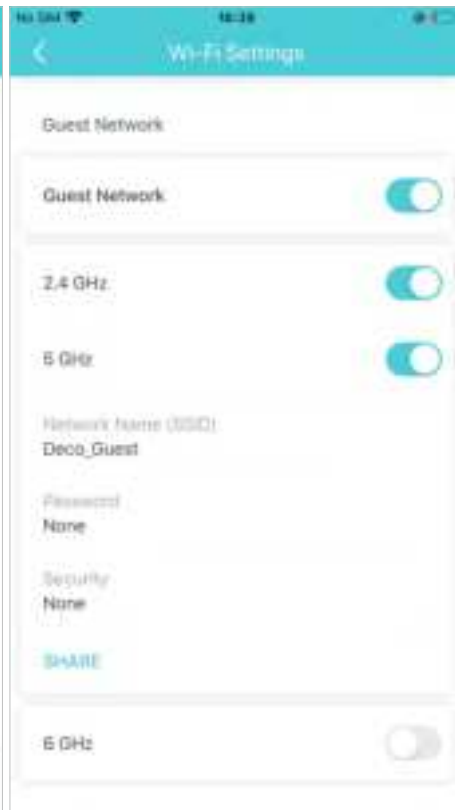 No SIM
Wi-Fi Settings
Guest Network
Guest Network
2.4 GHz
5 GHz
Network Name (SSID)
Deco_Guest
Password
None
Security
None
SHARE
6 GHz